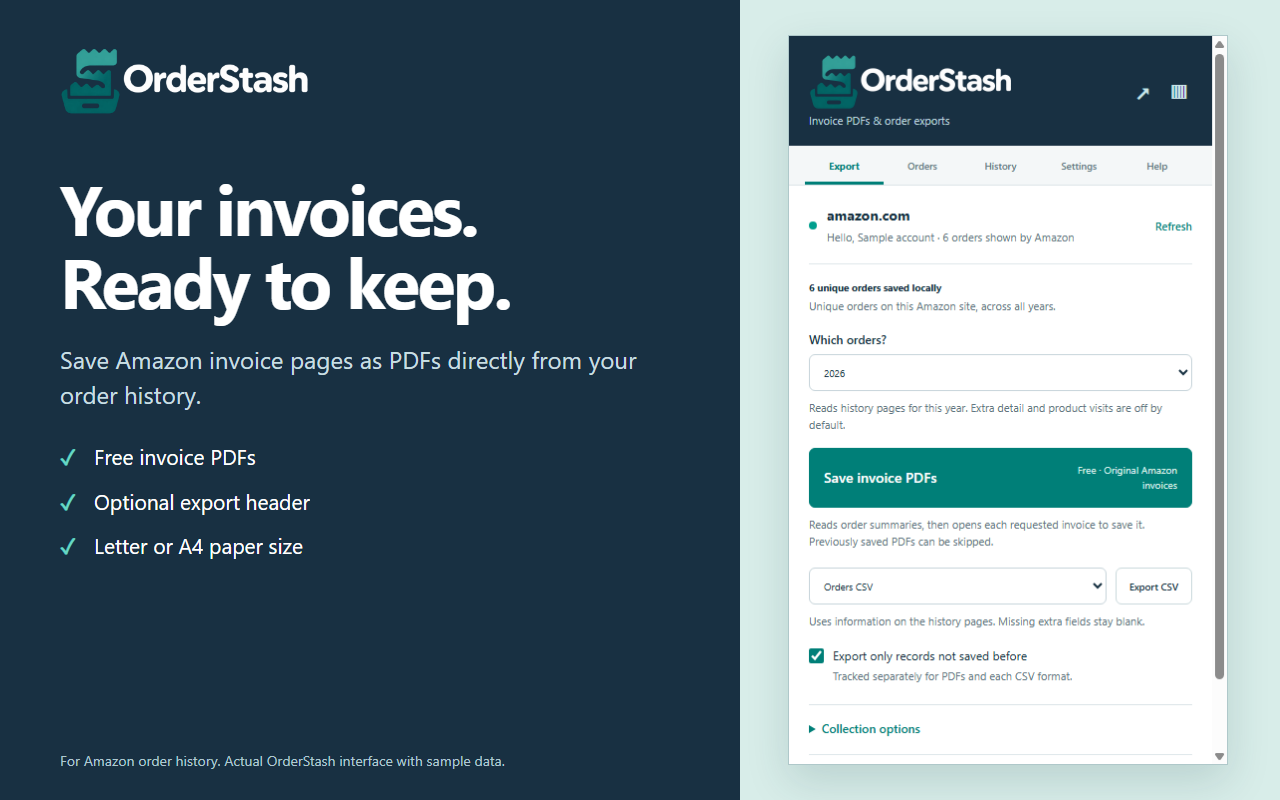 OrderStash
Your invoices.
Ready to keep.
Save Amazon invoice pages as PDFs directly from your
order history.
✓ Free invoice PDFs
✓ Optional export header
✓ Letter or A4 paper size
For Amazon order history. Actual OrderStash interface with sample data.
OrderStash
Invoice PDFs & order exports
Export Orders History Settings Help
amazon.com
Hello, Sample account · 6 orders shown by Amazon
Refresh
6 unique orders saved locally
Unique orders on this Amazon site, across all years.
Which orders?
2026
Reads history pages for this year. Extra detail and product visits are off by
default.
Save invoice PDFs
Free · Original Amazon
invoices
Reads order summaries, then opens each requested invoice to save it.
Previously saved PDFs can be skipped.
Orders CSV
Export CSV
Uses information on the history pages. Missing extra fields stay blank.
Export only records not saved before
Tracked separately for PDFs and each CSV format.
Collection options